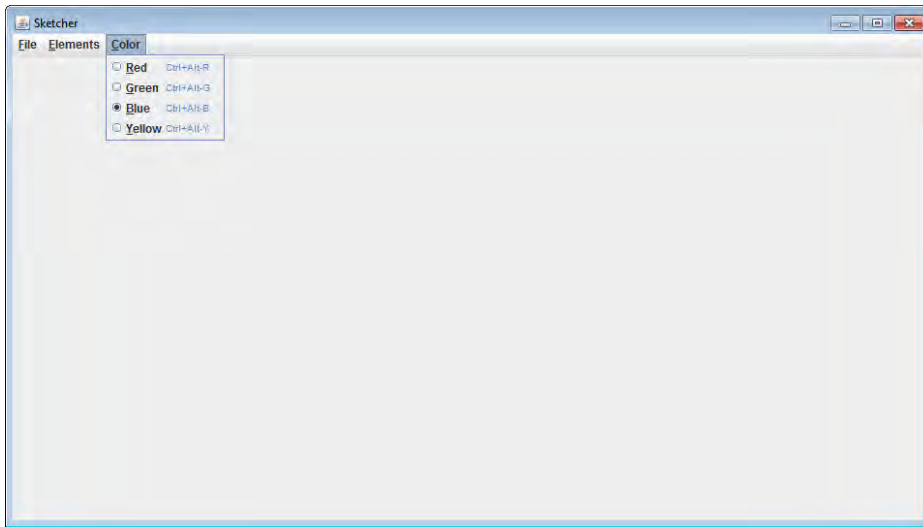 Sketcher
File Elements Color
Red Ctrl+Alt-R
Green Ctrl+Alt-G
Blue Ctrl+Alt-B
Yellow Ctrl+Alt-Y